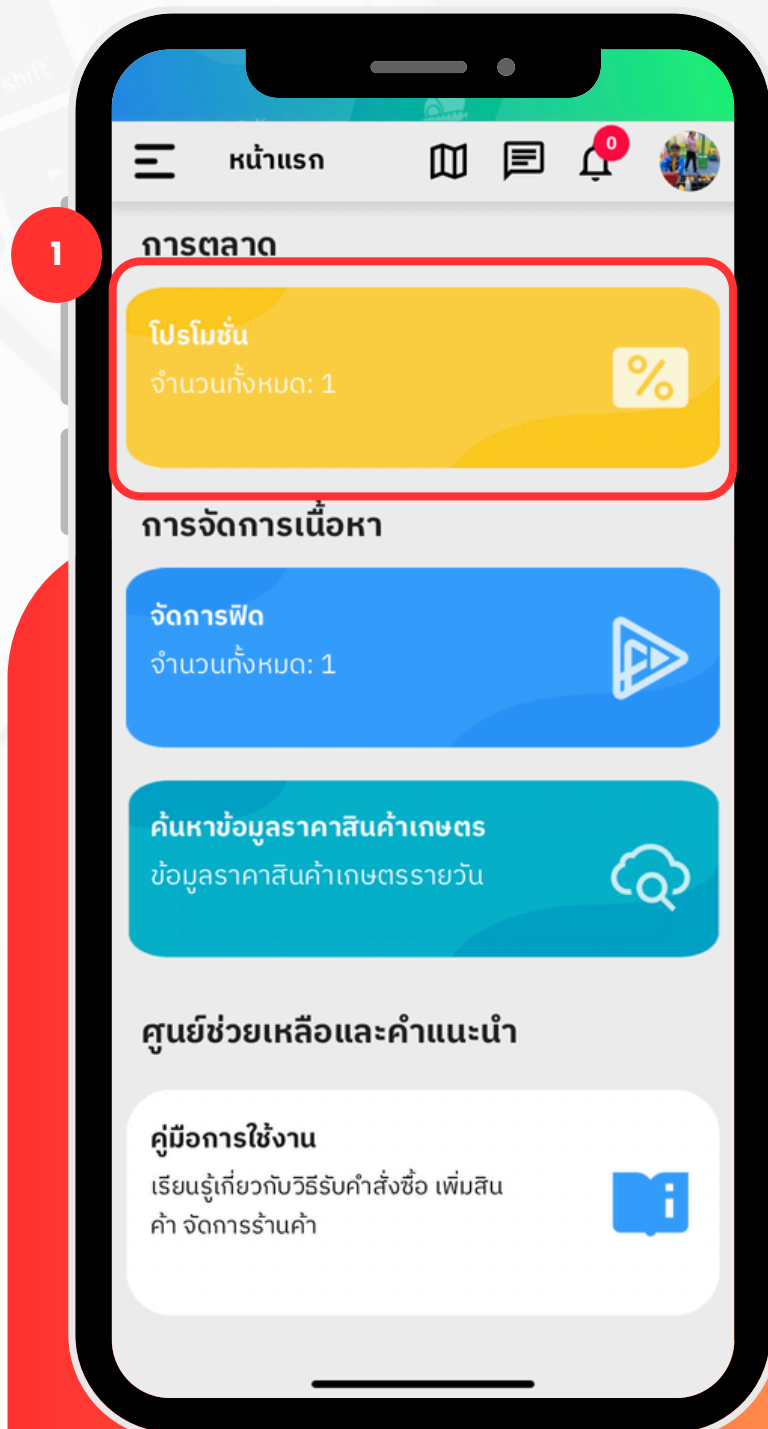 shift
หน้าแรก
0
1
การตลาด
โปรโมชั่น
จำนวนทั้งหมด: 1
%
การจัดการเนื้อหา
จัดการฟิด
จำนวนทั้งหมด: 1
ค้นหาข้อมูลราคาสินค้าเกษตร
ข้อมูลราคาสินค้าเกษตรรายวัน
ศูนย์ช่วยเหลือและคำแนะนำ
คู่มือการใช้งาน
เรียนรู้เกี่ยวกับวิธีรับคำสั่งซื้อ เพิ่มสิน
ค้า จัดการร้านค้า